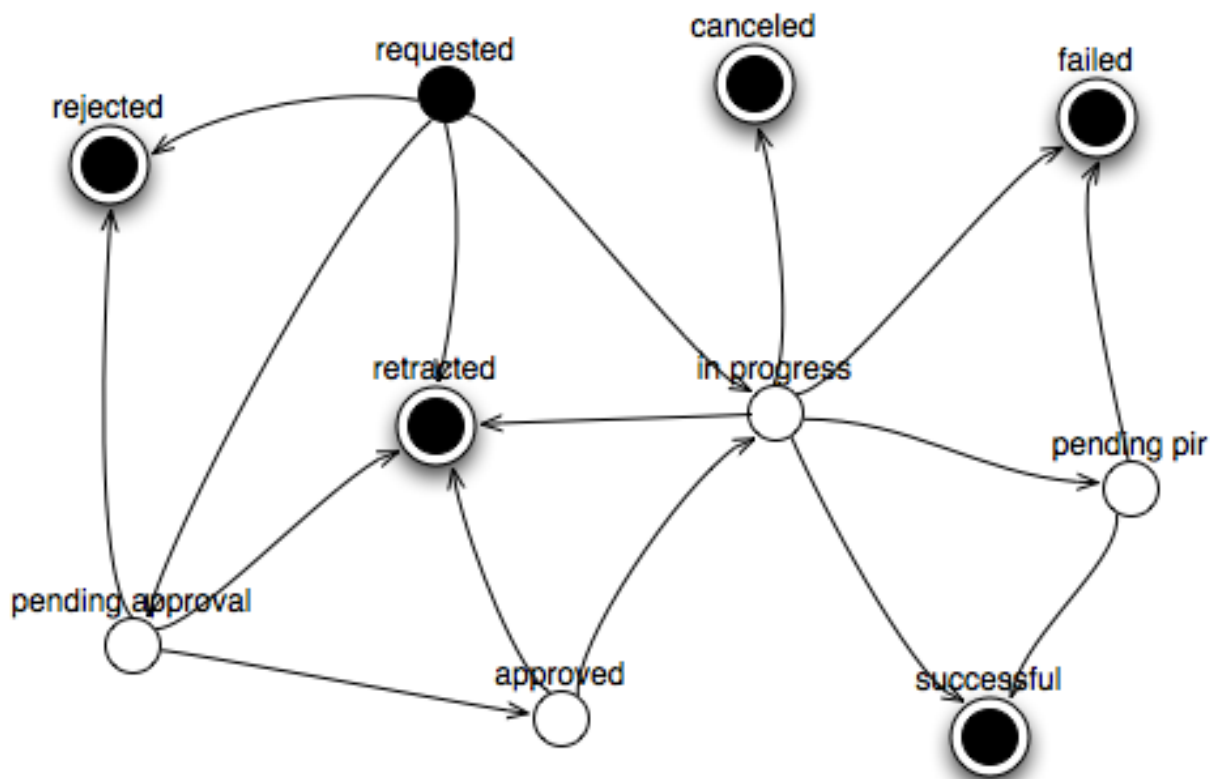 canceled
requested
failed
rejected
retracted
in progress
pending pir
pending approval
approved
successful